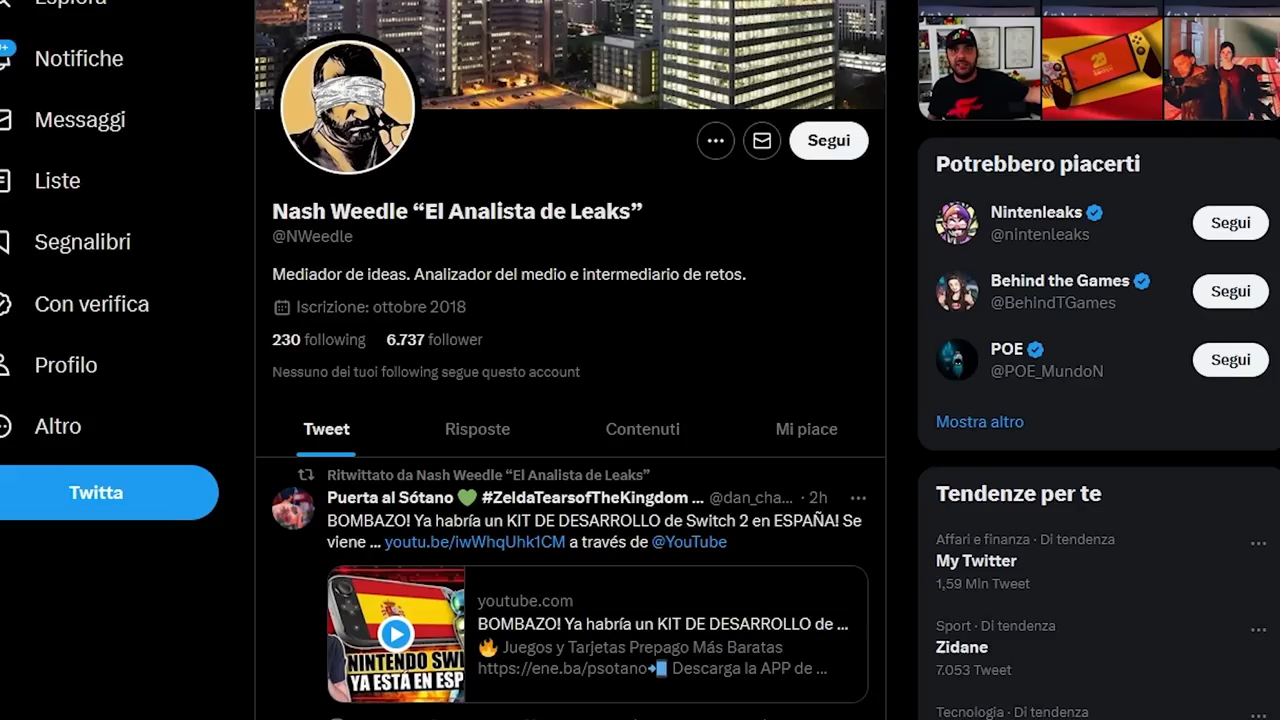 Esplora
9+
Notifiche
Messaggi
Liste
Segnalibri
Con verifica
Profilo
Altro
Twitta
Segui
Nash Weedle “El Analista de Leaks”
@NWeedle
Mediador de ideas. Analizador del medio e intermediario de retos.
Iscrizione: ottobre 2018
230 following 6.737 follower
Nessuno dei tuoi following segue questo account
Tweet Risposte Contenuti Mi piace
Ritwittato da Nash Weedle “El Analista de Leaks”
Puerta al Sótano 💚 #ZeldaTearsofTheKingdom ... @dan_cha... · 2h
BOMBAZO! Ya habría un KIT DE DESARROLLO de Switch 2 en ESPAÑA! Se
viene ... youtu.be/iwWhqUhk1CM a través de @YouTube
NINTENDO SWI
YA ESTÁ EN ESP
youtube.com
BOMBAZO! Ya habría un KIT DE DESARROLLO de ...
🔥 Juegos y Tarjetas Prepago Más Baratas
https://ene.ba/psotano📲 Descarga la APP de ...
Potrebbero piacerti
Nintenleaks
@nintenleaks
Segui
Behind the Games
@BehindTGames
Segui
POE
@POE_MundoN
Segui
Mostra altro
Tendenze per te
Affari e finanza · Di tendenza
My Twitter
1,59 Mln Tweet
Sport · Di tendenza
Zidane
7.053 Tweet
Tecnologia · Di tendenza